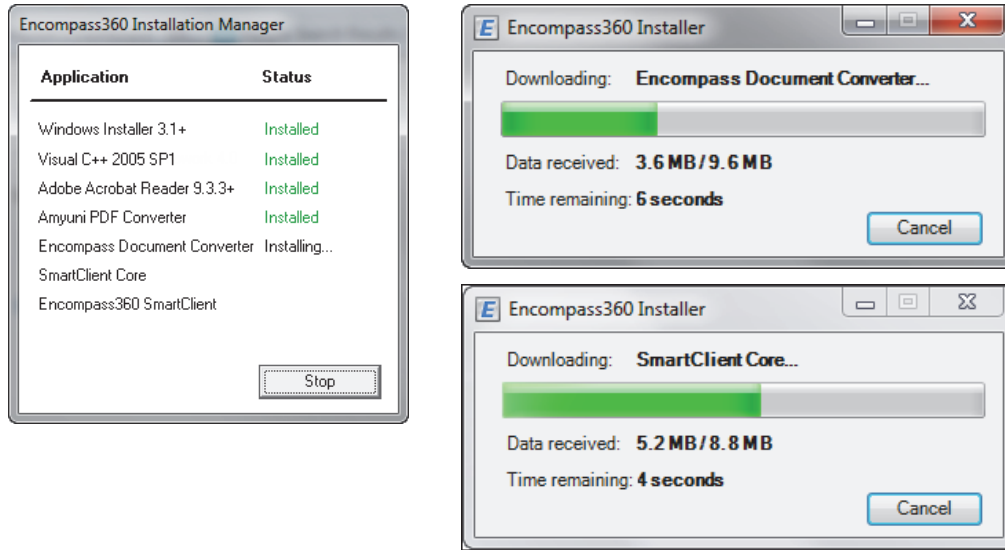 Encompass360 Installation Manager
Application Status
Windows Installer 3.1+ Installed
Visual C++ 2005 SP1 Installed
Adobe Acrobat Reader 9.3.3+ Installed
Amyuni PDF Converter Installed
Encompass Document Converter Installing...
SmartClient Core
Encompass360 SmartClient
Stop
E Encompass360 Installer
Downloading: Encompass Document Converter...
Data received: 3.6 MB / 9.6 MB
Time remaining: 6 seconds
Cancel
E Encompass360 Installer
Downloading: SmartClient Core...
Data received: 5.2 MB / 8.8 MB
Time remaining: 4 seconds
Cancel